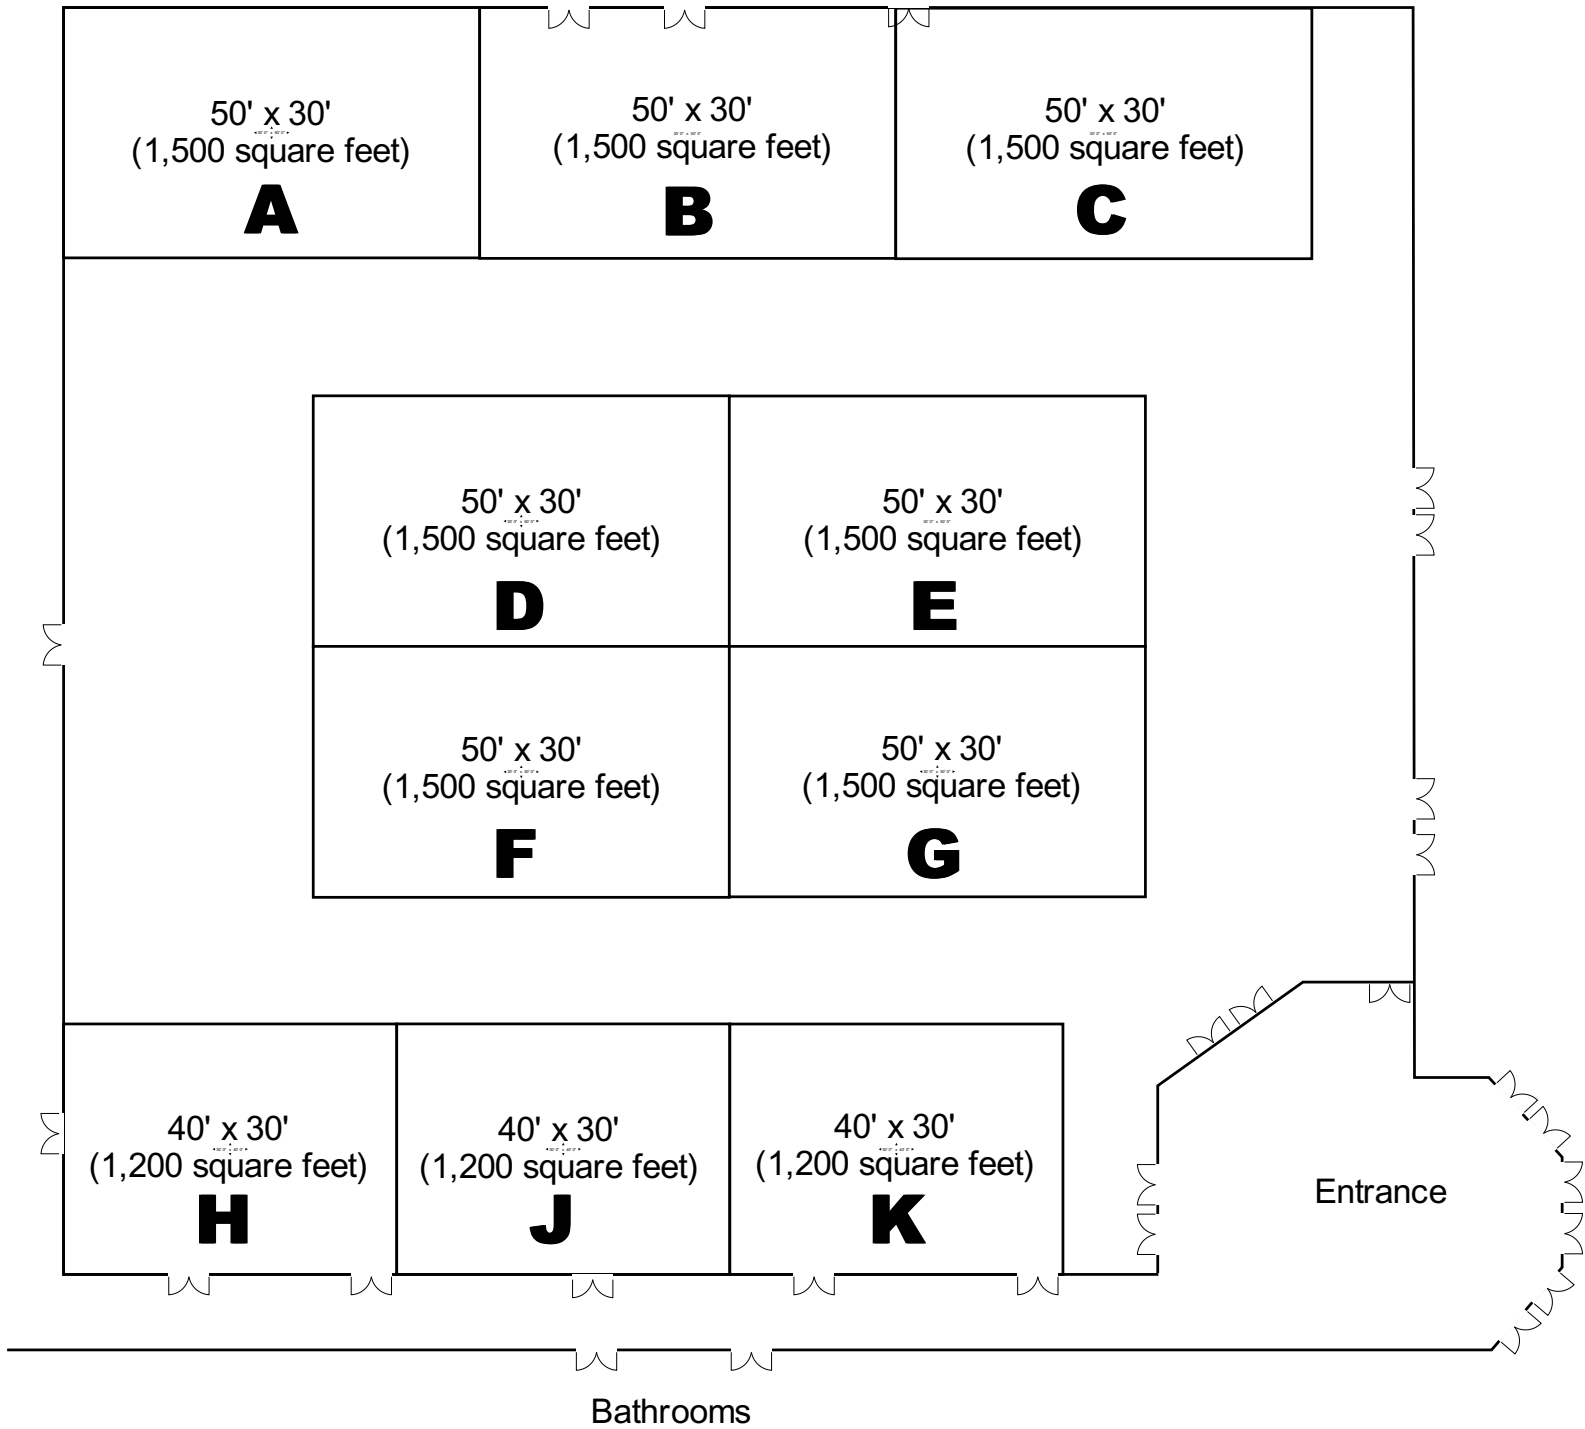 50' x 30'
(1,500 square feet)
A
50' x 30'
(1,500 square feet)
B
50' x 30'
(1,500 square feet)
C
50' x 30'
(1,500 square feet)
D
50' x 30'
(1,500 square feet)
E
50' x 30'
(1,500 square feet)
F
50' x 30'
(1,500 square feet)
G
40' x 30'
(1,200 square feet)
H
40' x 30'
(1,200 square feet)
J
40' x 30'
(1,200 square feet)
K
Entrance
Bathrooms